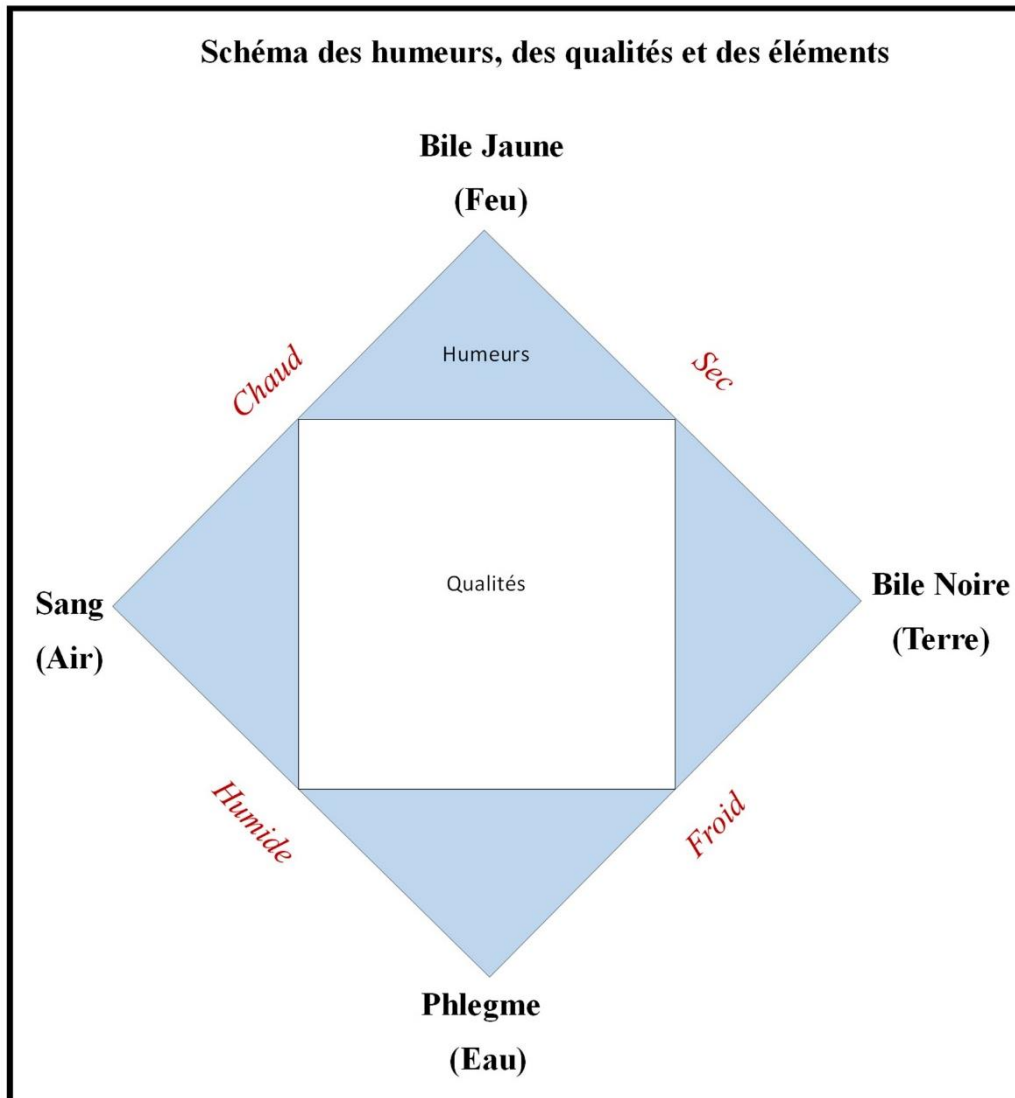 Schéma des humeurs, des qualités et des éléments
Bile Jaune
(Feu)
Chaud
Humeurs
Sec
Sang
(Air)
Qualités
Bile Noire
(Terre)
Humide
Froid
Phlegme
(Eau)